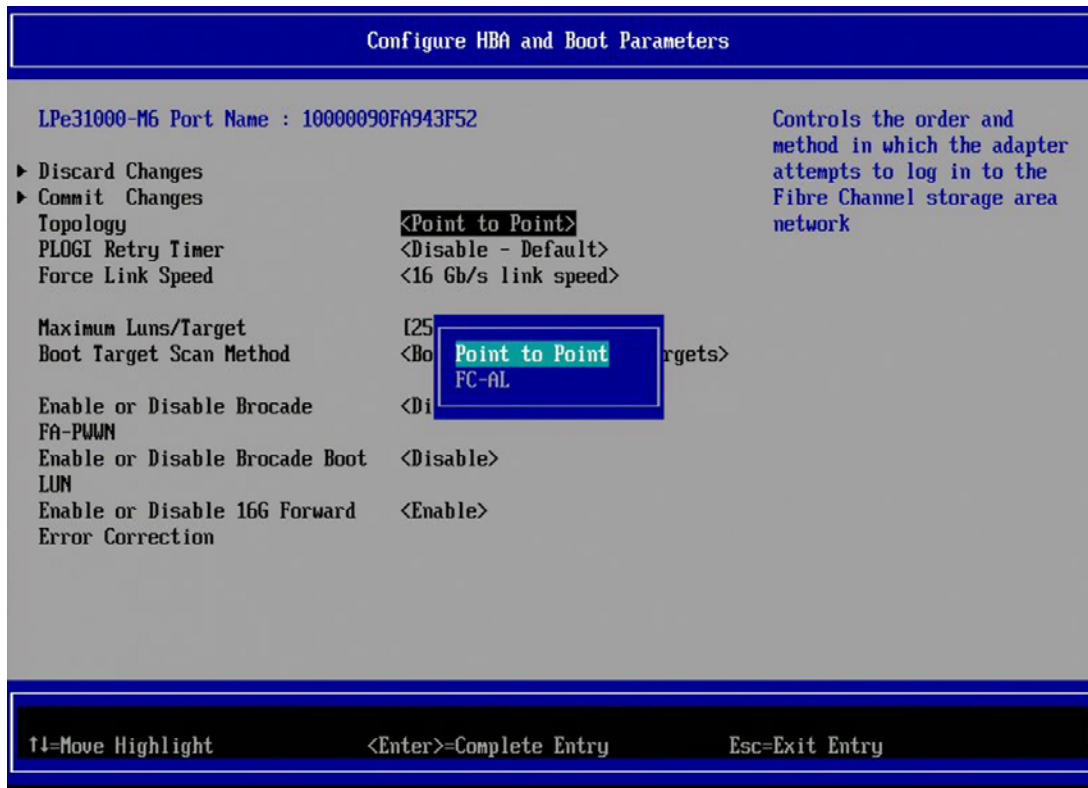 Configure HBA and Boot Parameters
LPe31000-M6 Port Name : 10000090FA943F52
Discard Changes
Commit Changes
Topology <Point to Point>
PLOGI Retry Timer <Disable - Default>
Force Link Speed <16 Gb/s link speed>
Maximum Luns/Target [25
Boot Target Scan Method <Bo rgets>
Enable or Disable Brocade <Di
FA-PWWN
Enable or Disable Brocade Boot <Disable>
LUN
Enable or Disable 16G Forward <Enable>
Error Correction
Point to Point
FC-AL
Controls the order and
method in which the adapter
attempts to log in to the
Fibre Channel storage area
network
↑↓=Move Highlight <Enter>=Complete Entry Esc=Exit Entry